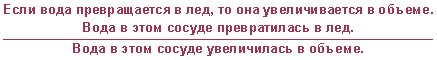 Если вода превращается в лед, то она увеличивается в объеме.
Вода в этом сосуде превратилась в лед.
Вода в этом сосуде увеличилась в объеме.